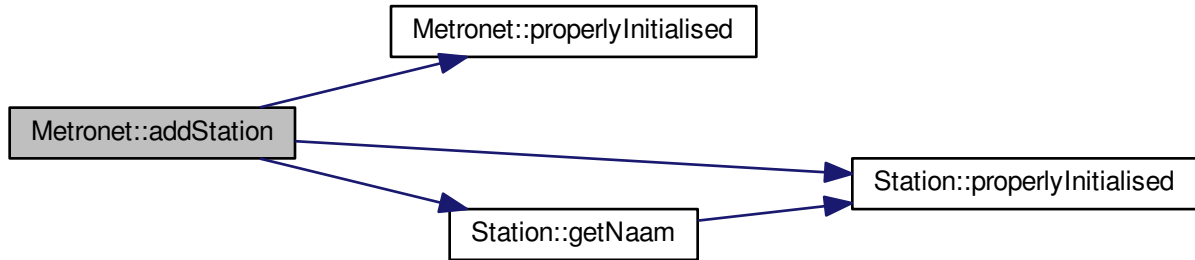 Metronet::properlyInitialised
Metronet::addStation
Station::properlyInitialised
Station::getNaam